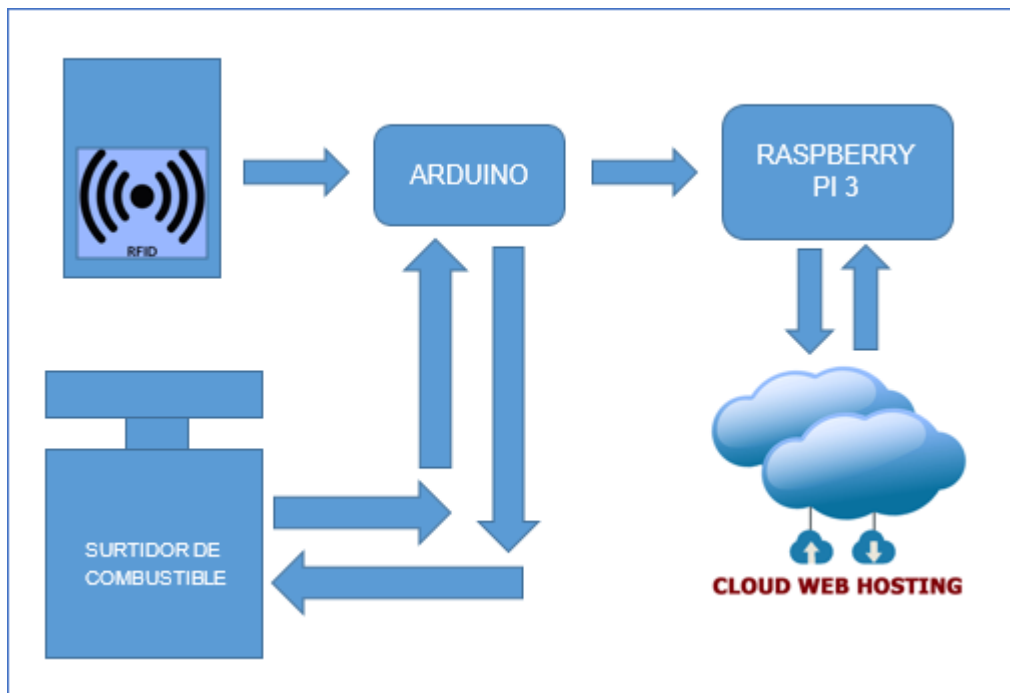 RFID
ARDUINO
RASPBERRY
PI 3
SURTIDOR DE
COMBUSTIBLE
CLOUD WEB HOSTING